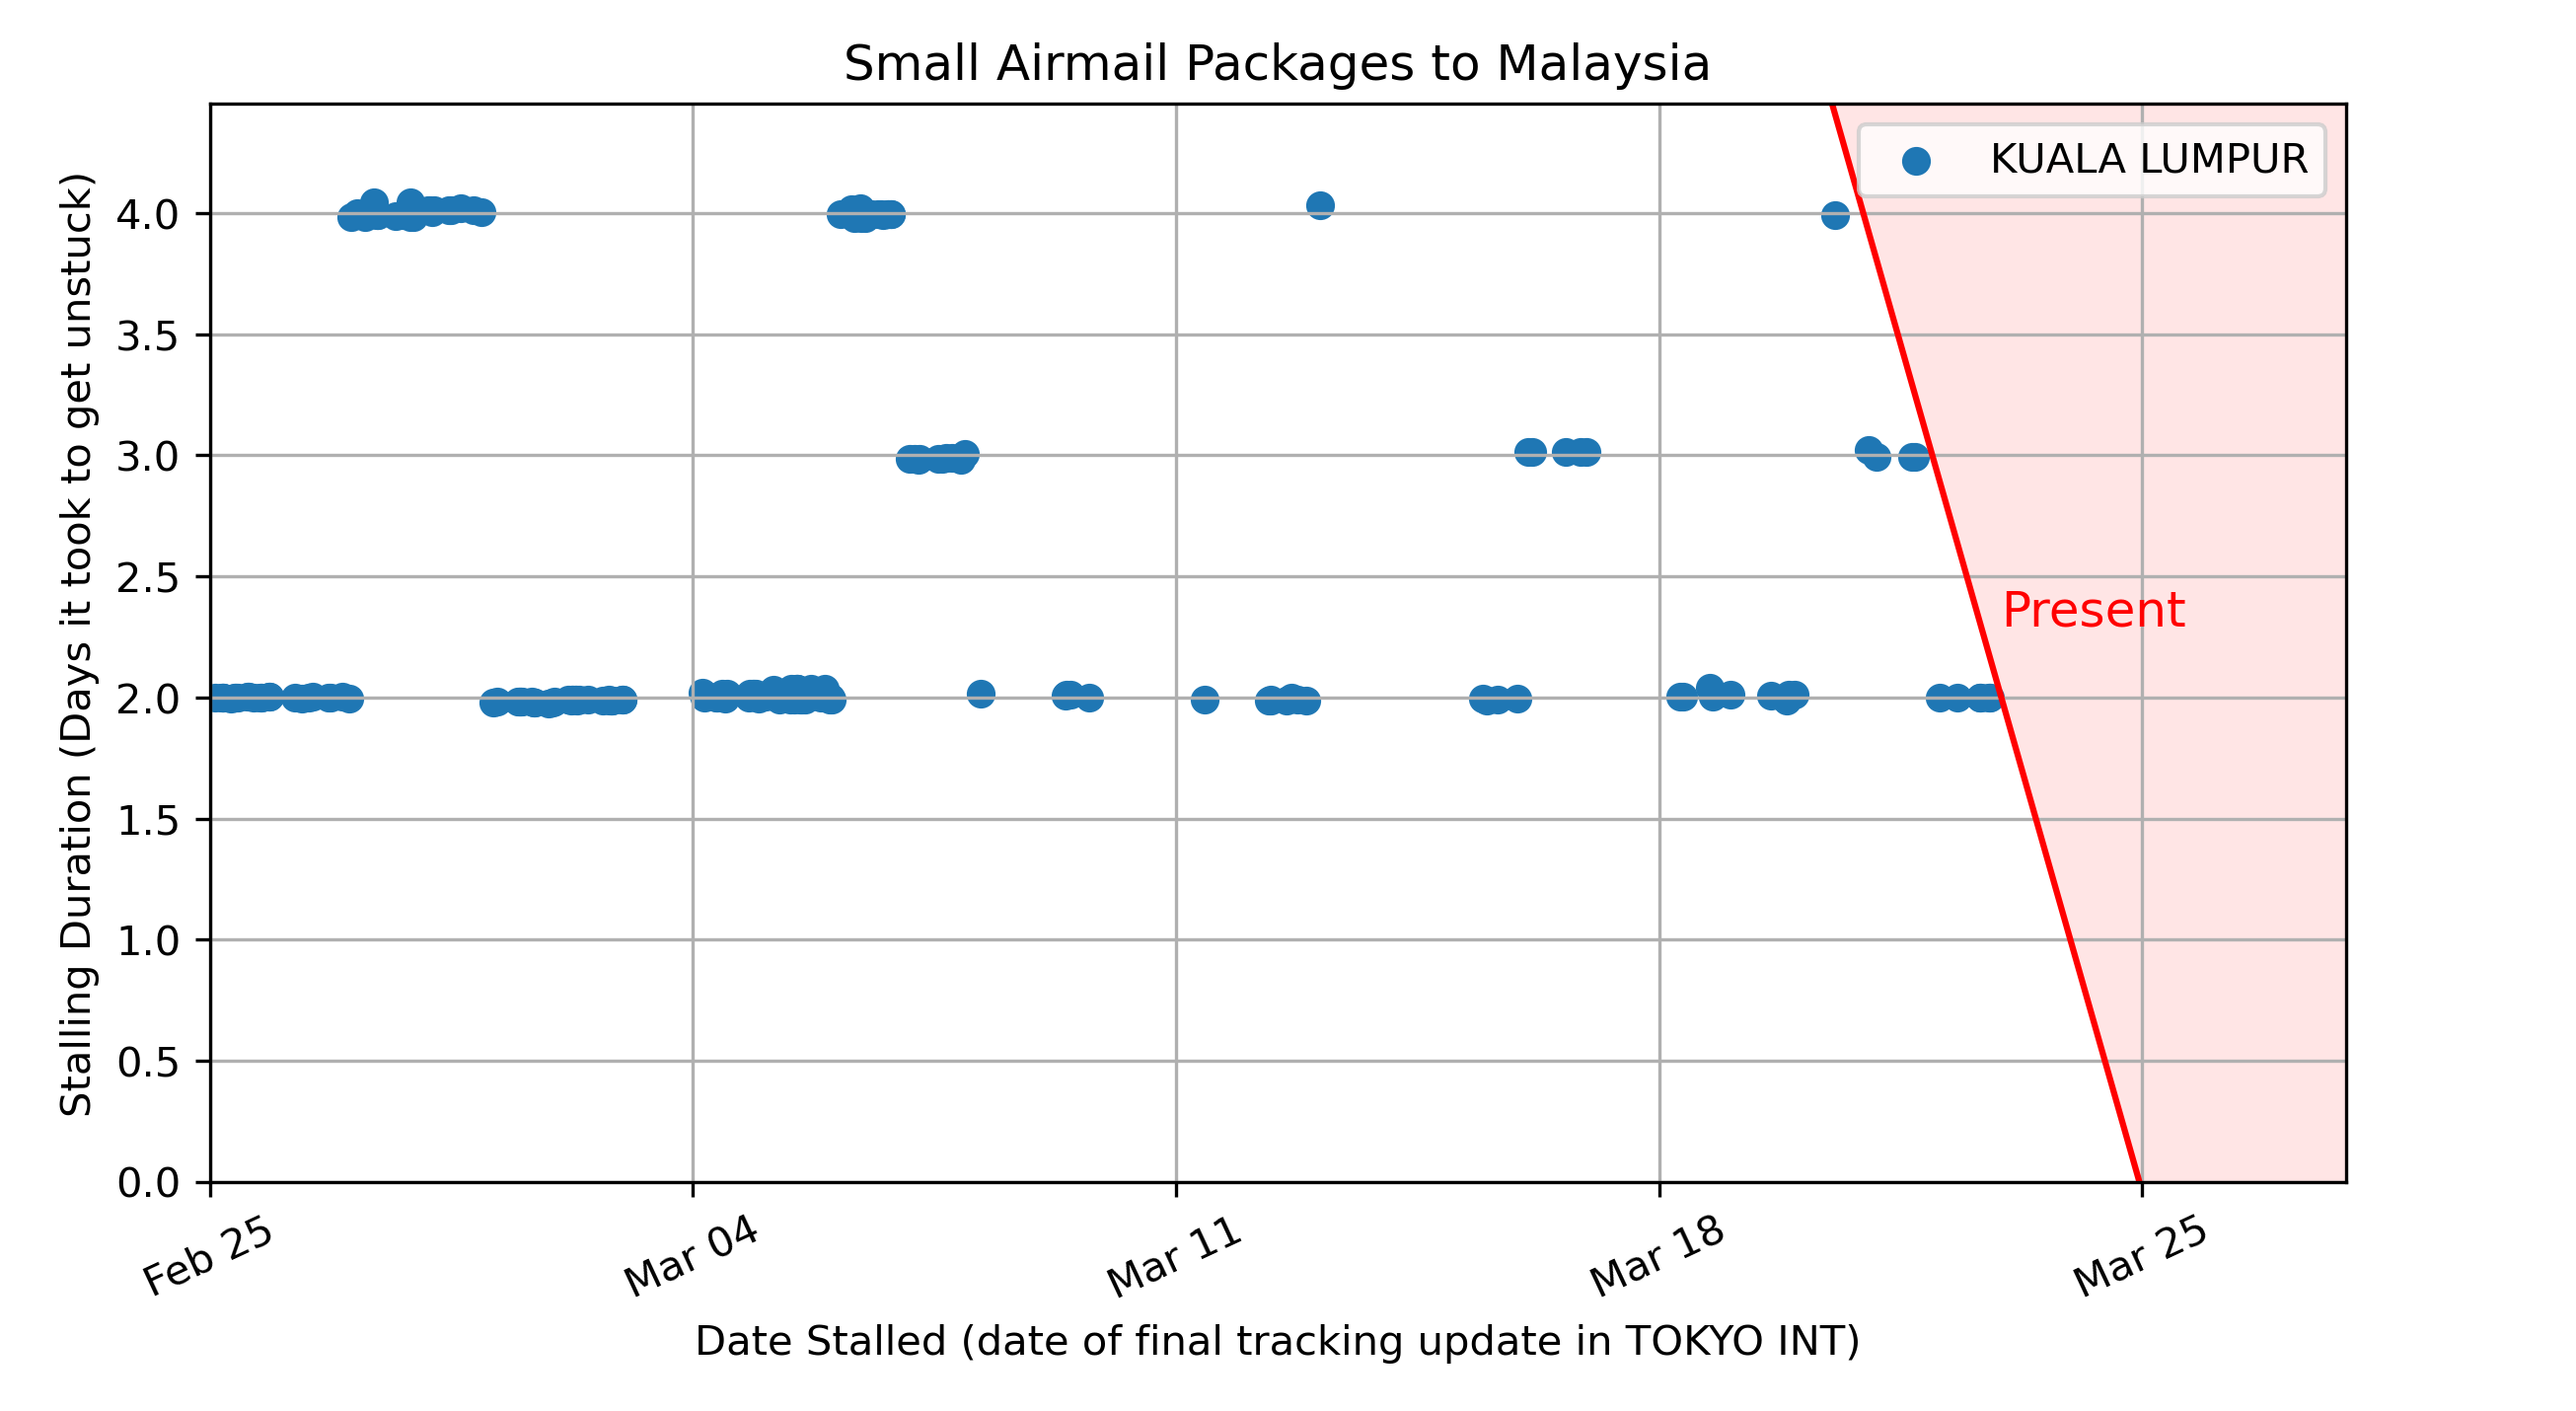 Small Airmail Packages to Malaysia
KUALA LUMPUR
Present
Stalling Duration (Days it took to get unstuck)
4.0
3.5
3.0
2.5
2.0
1.5
1.0
0.5
0.0
Feb 25
Mar 04
Mar 11
Mar 18
Mar 25
Date Stalled (date of final tracking update in TOKYO INT)